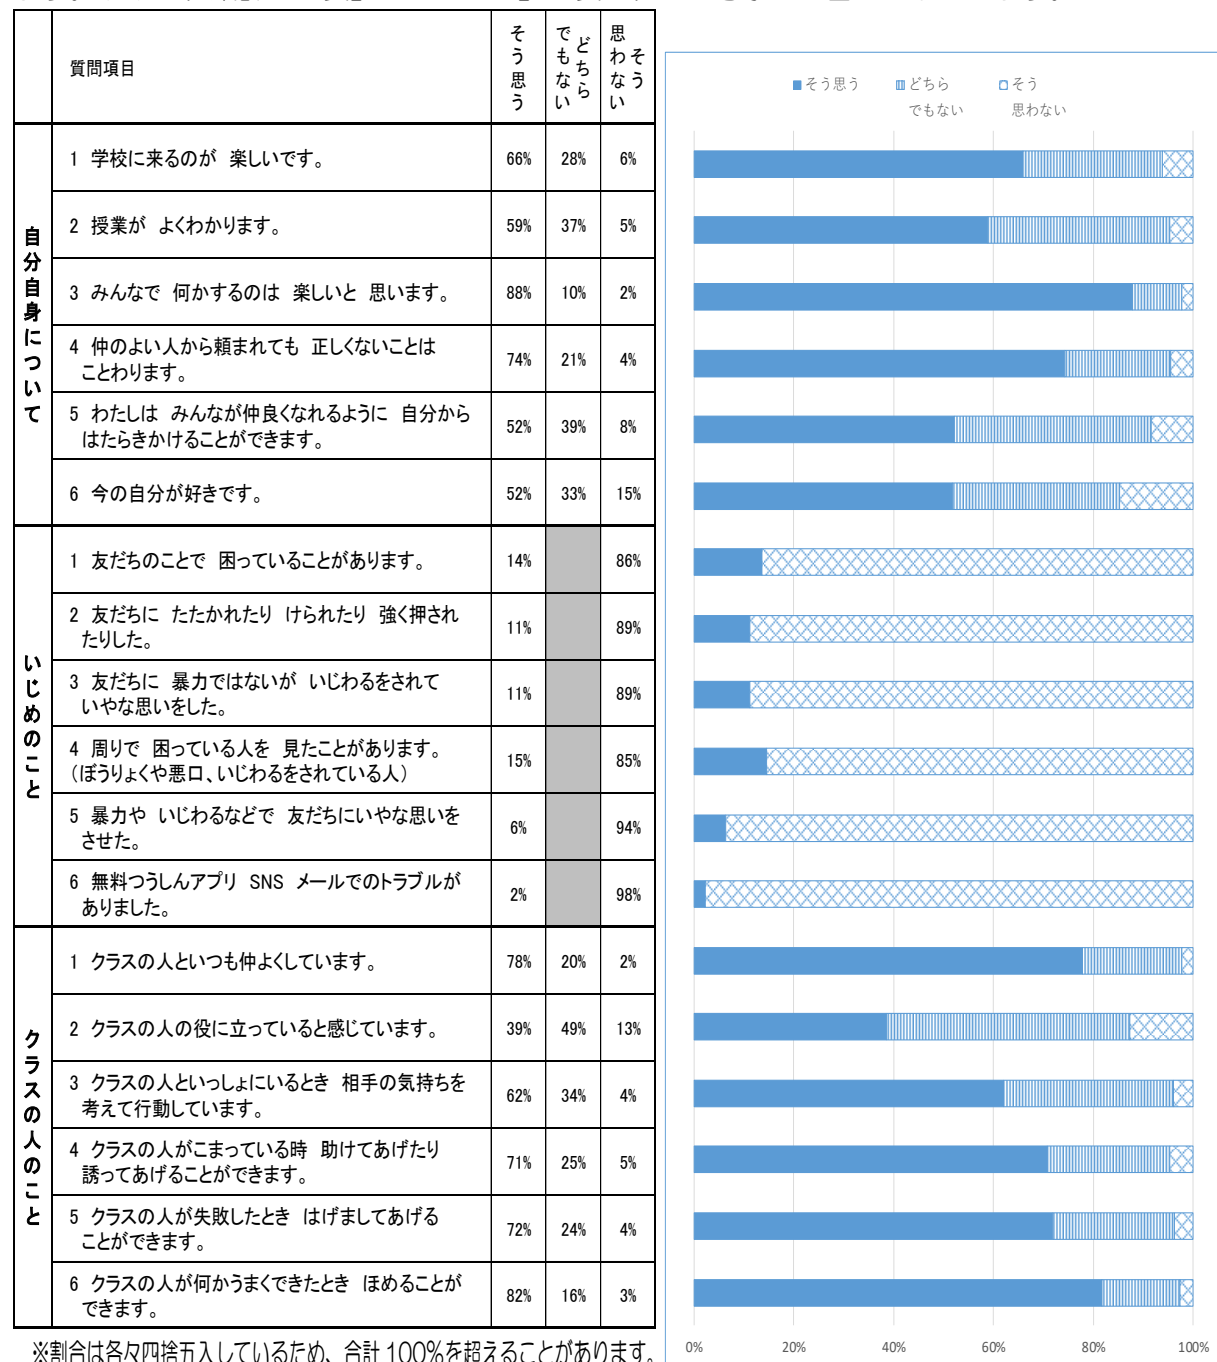 質問項目
そう思う
どちらでもない
そう思わない
自分自身について
1 学校に来るのが 楽しいです。 66% 28% 6%
2 授業が よくわかります。 59% 37% 5%
3 みんなで 何かするのは 楽しいと 思います。 88% 10% 2%
4 仲のよい人から頼まれても 正しくないことは
ことわります。 74% 21% 4%
5 わたしは みんなが仲良くなれるように 自分から
はたらきかけることができます。 52% 39% 8%
6 今の自分が好きです。 52% 33% 15%
いじめのこと
1 友だちのことで 困っていることがあります。 14% 86%
2 友だちに たたかれたり けられたり 強く押され
たりした。 11% 89%
3 友だちに 暴力ではないが いじわるをされて
いやな思いをした。 11% 89%
4 周りで 困っている人を 見たことがあります。
(ぼうりょくや悪口、いじわるをされている人) 15% 85%
5 暴力や いじわるなどで 友だちにいやな思いを
させた。 6% 94%
6 無料つうしんアプリ SNS メールでのトラブルが
ありました。 2% 98%
クラスの人のこと
1 クラスの人といつも仲よくしています。 78% 20% 2%
2 クラスの人の役に立っていると感じています。 39% 49% 13%
3 クラスの人といっしょにいるとき 相手の気持ちを
考えて行動しています。 62% 34% 4%
4 クラスの人がこまっている時 助けてあげたり
誘ってあげることができます。 71% 25% 5%
5 クラスの人が失敗したとき はげましてあげる
ことができます。 72% 24% 4%
6 クラスの人が何かうまくできたとき ほめることが
できます。 82% 16% 3%
※割合は各々四捨五入しているため、合計100%を超えることがあります。
そう思う どちら そう
でもない 思わない
0% 20% 40% 60% 80% 100%